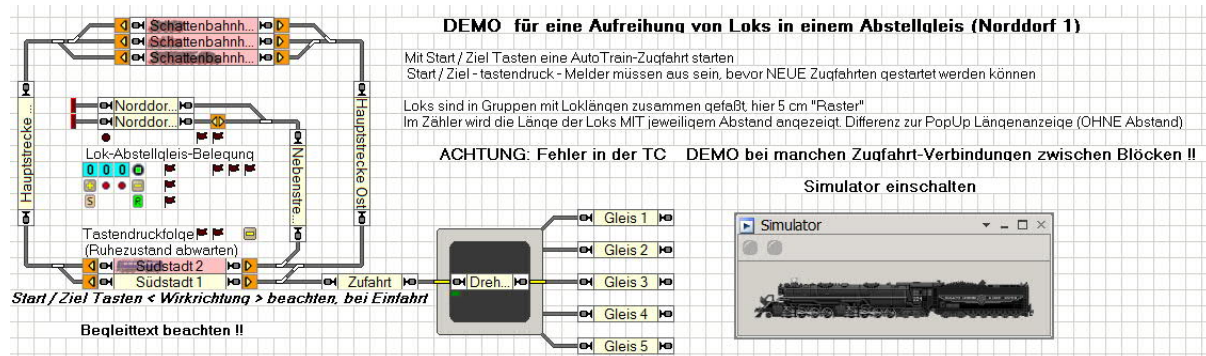 DEMO für eine Aufreihung von Loks in einem Abstellgleis (Norddorf 1)
Schattenbahnh...
Schattenbahnh...
Schattenbahnh...
Mit Start / Ziel Tasten eine AutoTrain-Zugfahrt starten
Start / Ziel - tastendruck - Melder müssen aus sein, bevor NEUE Zugfahrten gestartet werden können
Loks sind in Gruppen mit Loklängen zusammen gefaßt, hier 5 cm "Raster"
Im Zähler wird die Länge der Loks MIT jeweiligem Abstand angezeigt. Differenz zur PopUp Längenanzeige (OHNE Abstand)
Hauptstrecke ...
Norddor...
Norddor...
Hauptstrecke Ost
Nebenstre...
Lok-Abstellgleis-Belegung
0 0 0
S
R
ACHTUNG: Fehler in der TC DEMO bei manchen Zugfahrt-Verbindungen zwischen Blöcken !!
Simulator einschalten
Tastendruckfolge
(Ruhezustand abwarten)
Südstadt 2
Südstadt 1
Zufahrt
Dreh...
Gleis 1
Gleis 2
Gleis 3
Gleis 4
Gleis 5
Simulator
Start / Ziel Tasten < Wirkrichtung > beachten, bei Einfahrt
Begleittext beachten !!